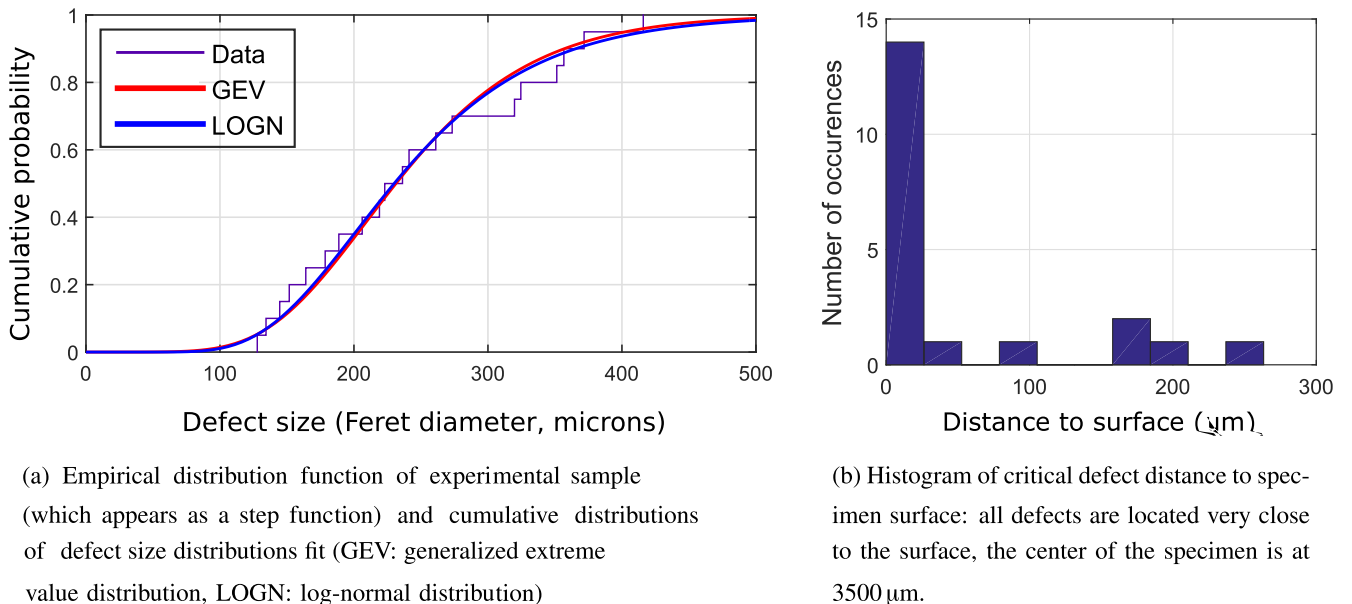 1
0.8
0.6
0.4
0.2
0
Cumulative probability
Data
GEV
LOGN
0 100 200 300 400 500
Defect size (Feret diameter, microns)
(a) Empirical distribution function of experimental sample
(which appears as a step function) and cumulative distributions
of defect size distributions fit (GEV: generalized extreme
value distribution, LOGN: log-normal distribution)
15
10
5
0
Number of occurences
0 100 200 300
Distance to surface (μm)
(b) Histogram of critical defect distance to spec-
imen surface: all defects are located very close
to the surface, the center of the specimen is at
3500 μm.